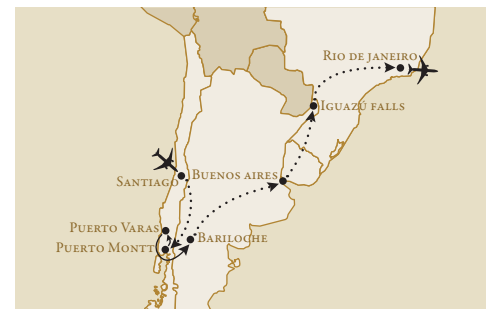 Rio de janeiro
Iguazú falls
Buenos aires
Santiago
Puerto Varas
Bariloche
Puerto Montt